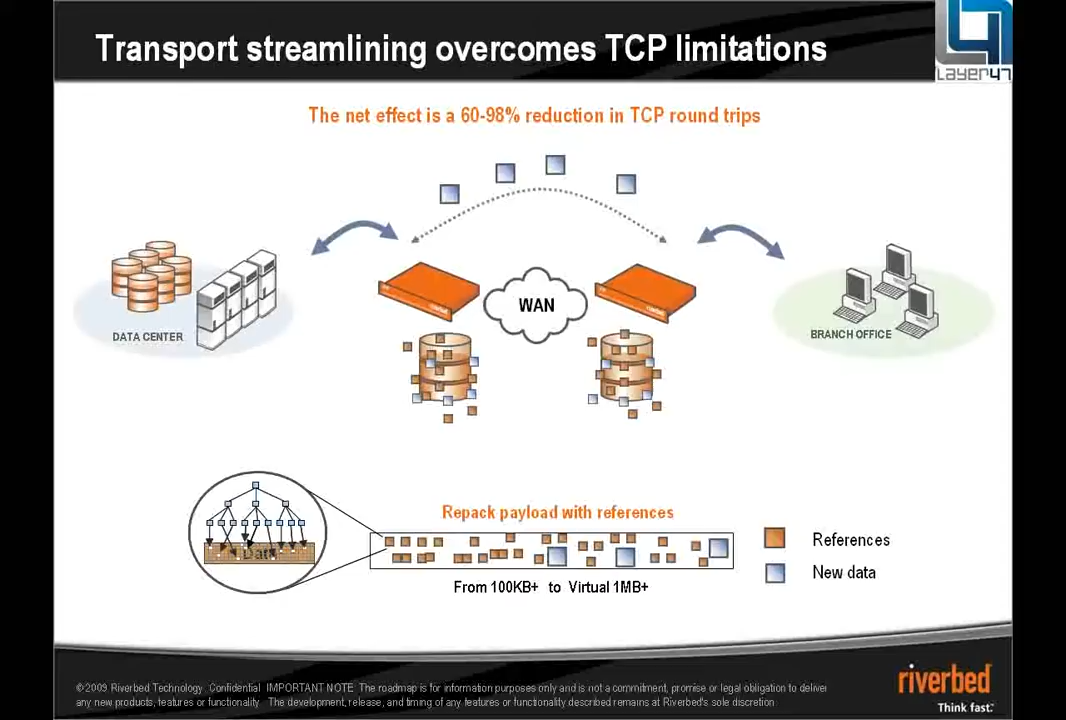 Transport streamlining overcomes TCP limitations
Layer47
The net effect is a 60-98% reduction in TCP round trips
WAN
DATA CENTER
BRANCH OFFICE
Repack payload with references
Data
References
New data
From 100KB+ to Virtual 1MB+
© 2009 Riverbed Technology Confidential IMPORTANT NOTE The roadmap is for information purposes only and is not a commitment, promise or legal obligation to deliver
any new products, features or functionality The development, release, and timing of any features or functionality described remains at Riverbed's sole discretion
riverbed
Think fast.